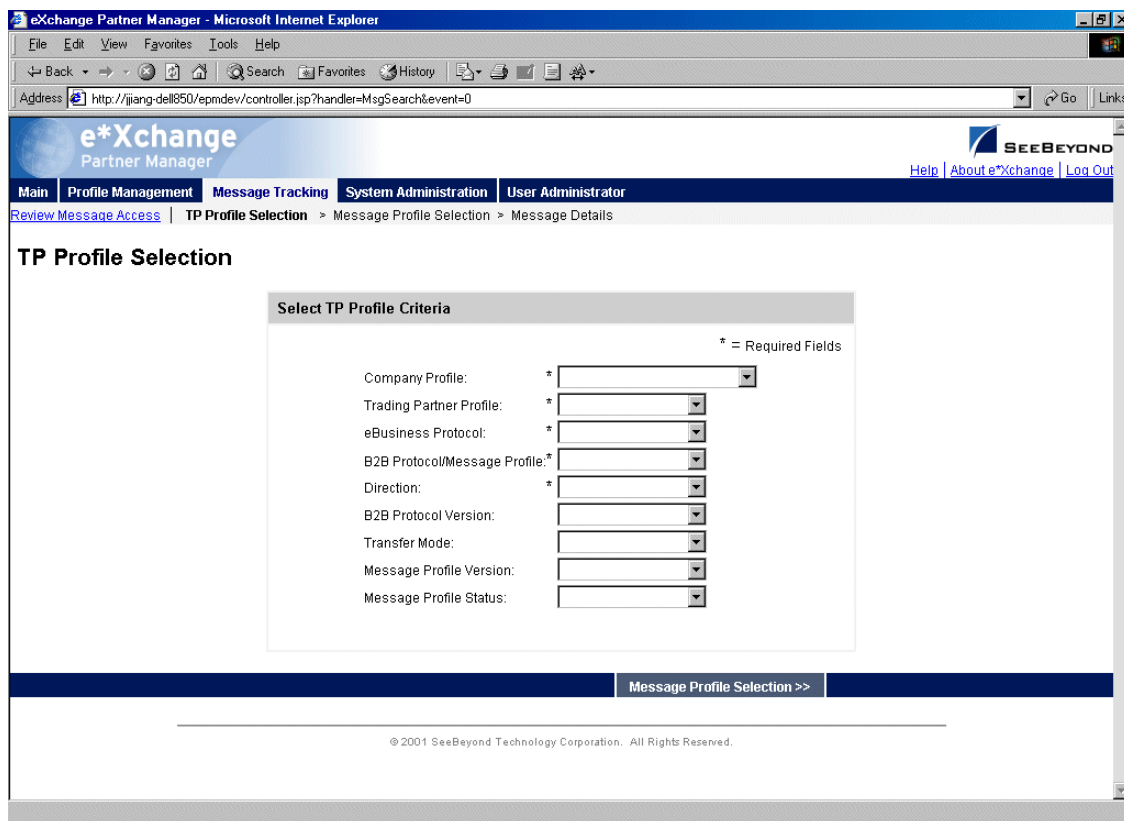 eXchange Partner Manager - Microsoft Internet Explorer
File Edit View Favorites Tools Help
Back Search Favorites History
Address http://jjiang-dell850/epmdev/controller.jsp?handler=MsgSearch&event=0 Go Links
e*Xchange
Partner Manager
SEEBEYOND
Help | About e*Xchange | Log Out
Main Profile Management Message Tracking System Administration User Administrator
Review Message Access | TP Profile Selection > Message Profile Selection > Message Details
TP Profile Selection
Select TP Profile Criteria
* = Required Fields
Company Profile: *
Trading Partner Profile: *
eBusiness Protocol: *
B2B Protocol/Message Profile:*
Direction: *
B2B Protocol Version:
Transfer Mode:
Message Profile Version:
Message Profile Status:
Message Profile Selection >>
© 2001 SeeBeyond Technology Corporation. All Rights Reserved.